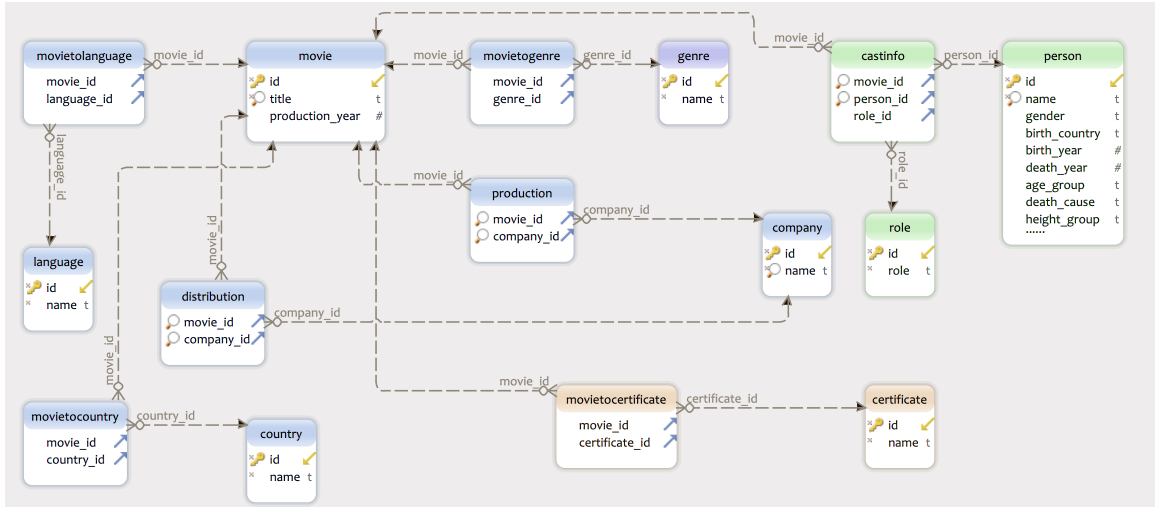 movie_id
movietolanguage
movie_id
language_id
movie_id
movie
id
title t
production_year #
movie_id
movietogenre
movie_id
genre_id
genre_id
genre
id
name t
castinfo
movie_id
person_id
role_id
person_id
person
id
name t
gender t
birth_country t
birth_year #
death_year #
age_group t
death_cause t
height_group t
......
language_id
role_id
movie_id
production
movie_id
company_id
company_id
company
id
name t
role
id
role t
language
id
name t
movie_id
distribution
movie_id
company_id
company_id
movie_id
movietocountry
movie_id
country_id
country_id
country
id
name t
movie_id
movietocertificate
movie_id
certificate_id
certificate_id
certificate
id
name t